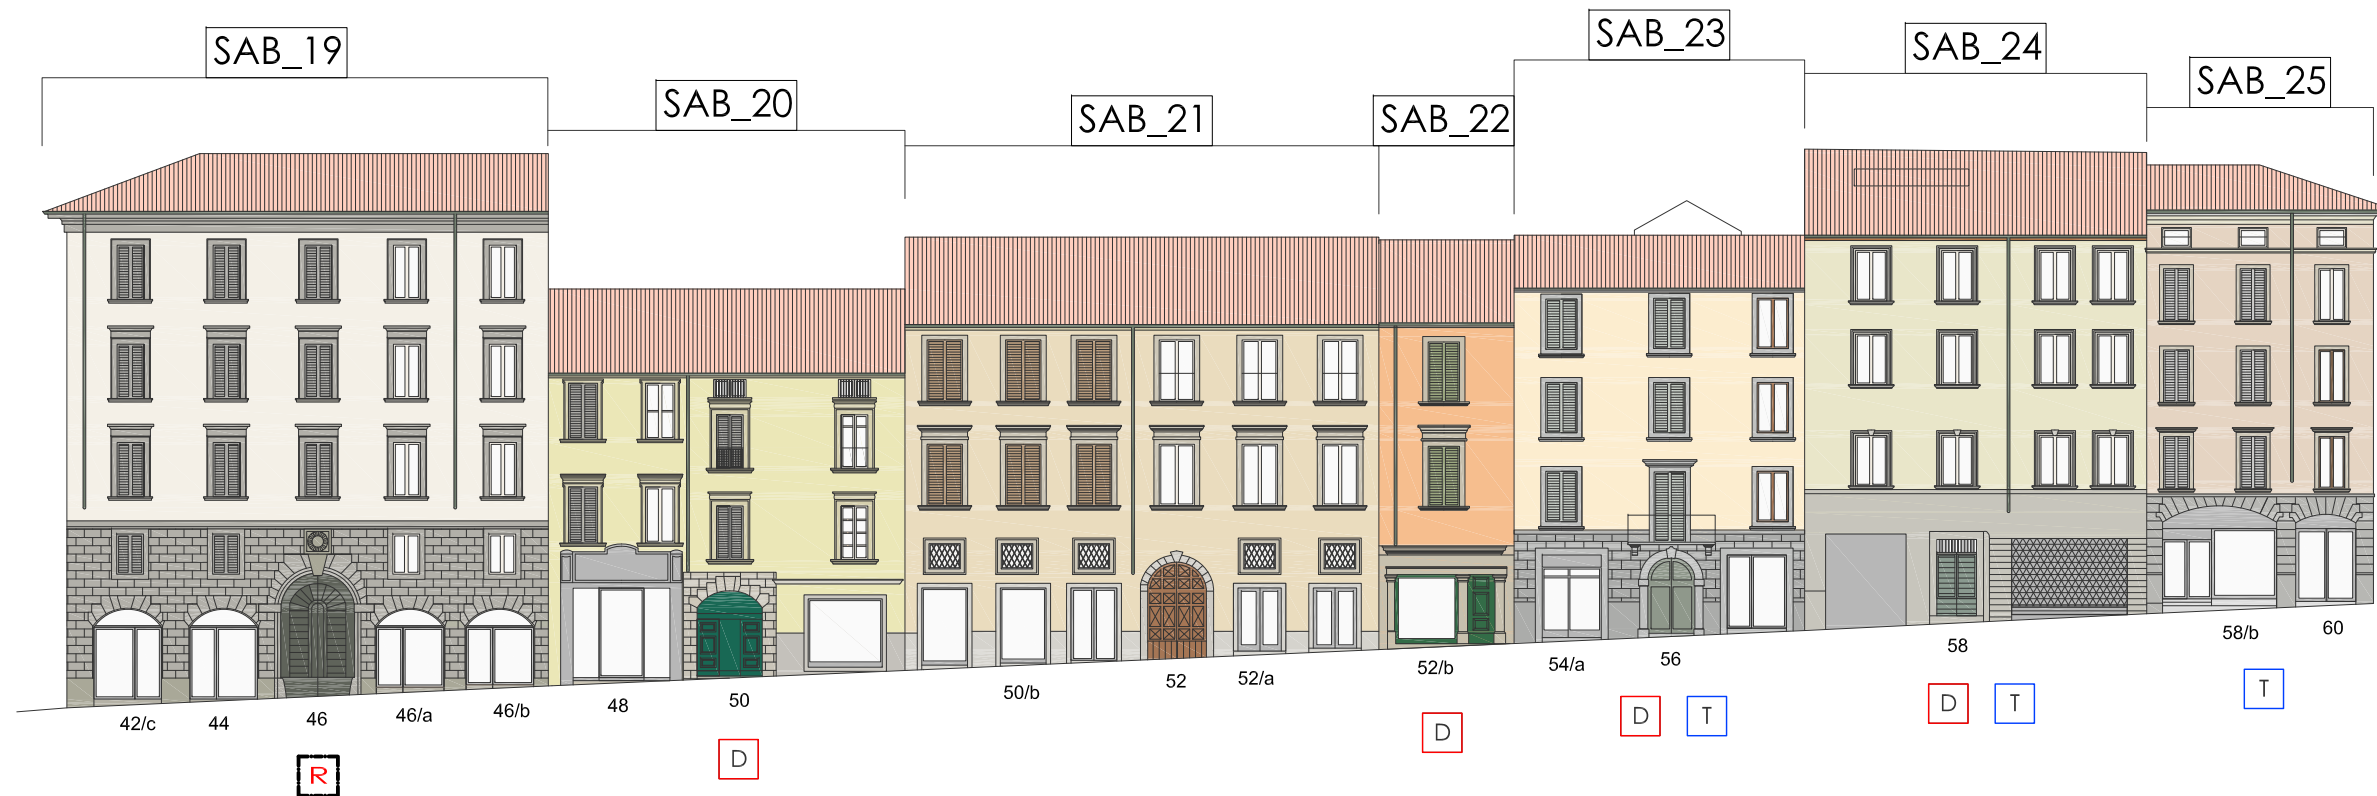 SAB_19
SAB_20
SAB_21
SAB_22
SAB_23
SAB_24
SAB_25
42/c
44
46
46/a
46/b
48
50
50/b
52
52/a
52/b
54/a
56
58
58/b
60
R
D
D
D
T
D
T
T